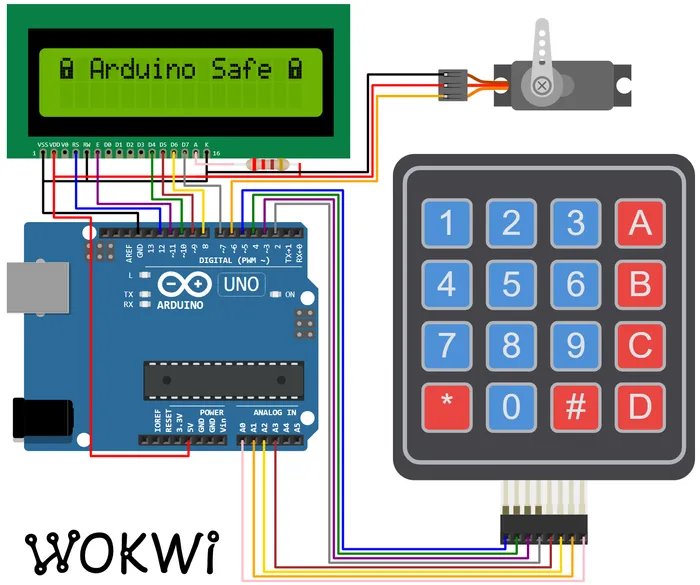 🔒 Arduino Safe 🔒
1 VSS VDD V0 RS RW E D0 D1 D2 D3 D4 D5 D6 D7 A K 16
1 2 3 A
4 5 6 B
7 8 9 C
* 0 # D
AREF GND 13 12 ~11 ~10 ~9 8 7 ~6 ~5 4 ~3 2 TX→1 RX←0
DIGITAL (PWM ~)
L
TX
RX
UNO
ON
ARDUINO
IOREF RESET 3.3V 5V GND GND Vin
POWER
ANALOG IN
A0 A1 A2 A3 A4 A5
WOKWi